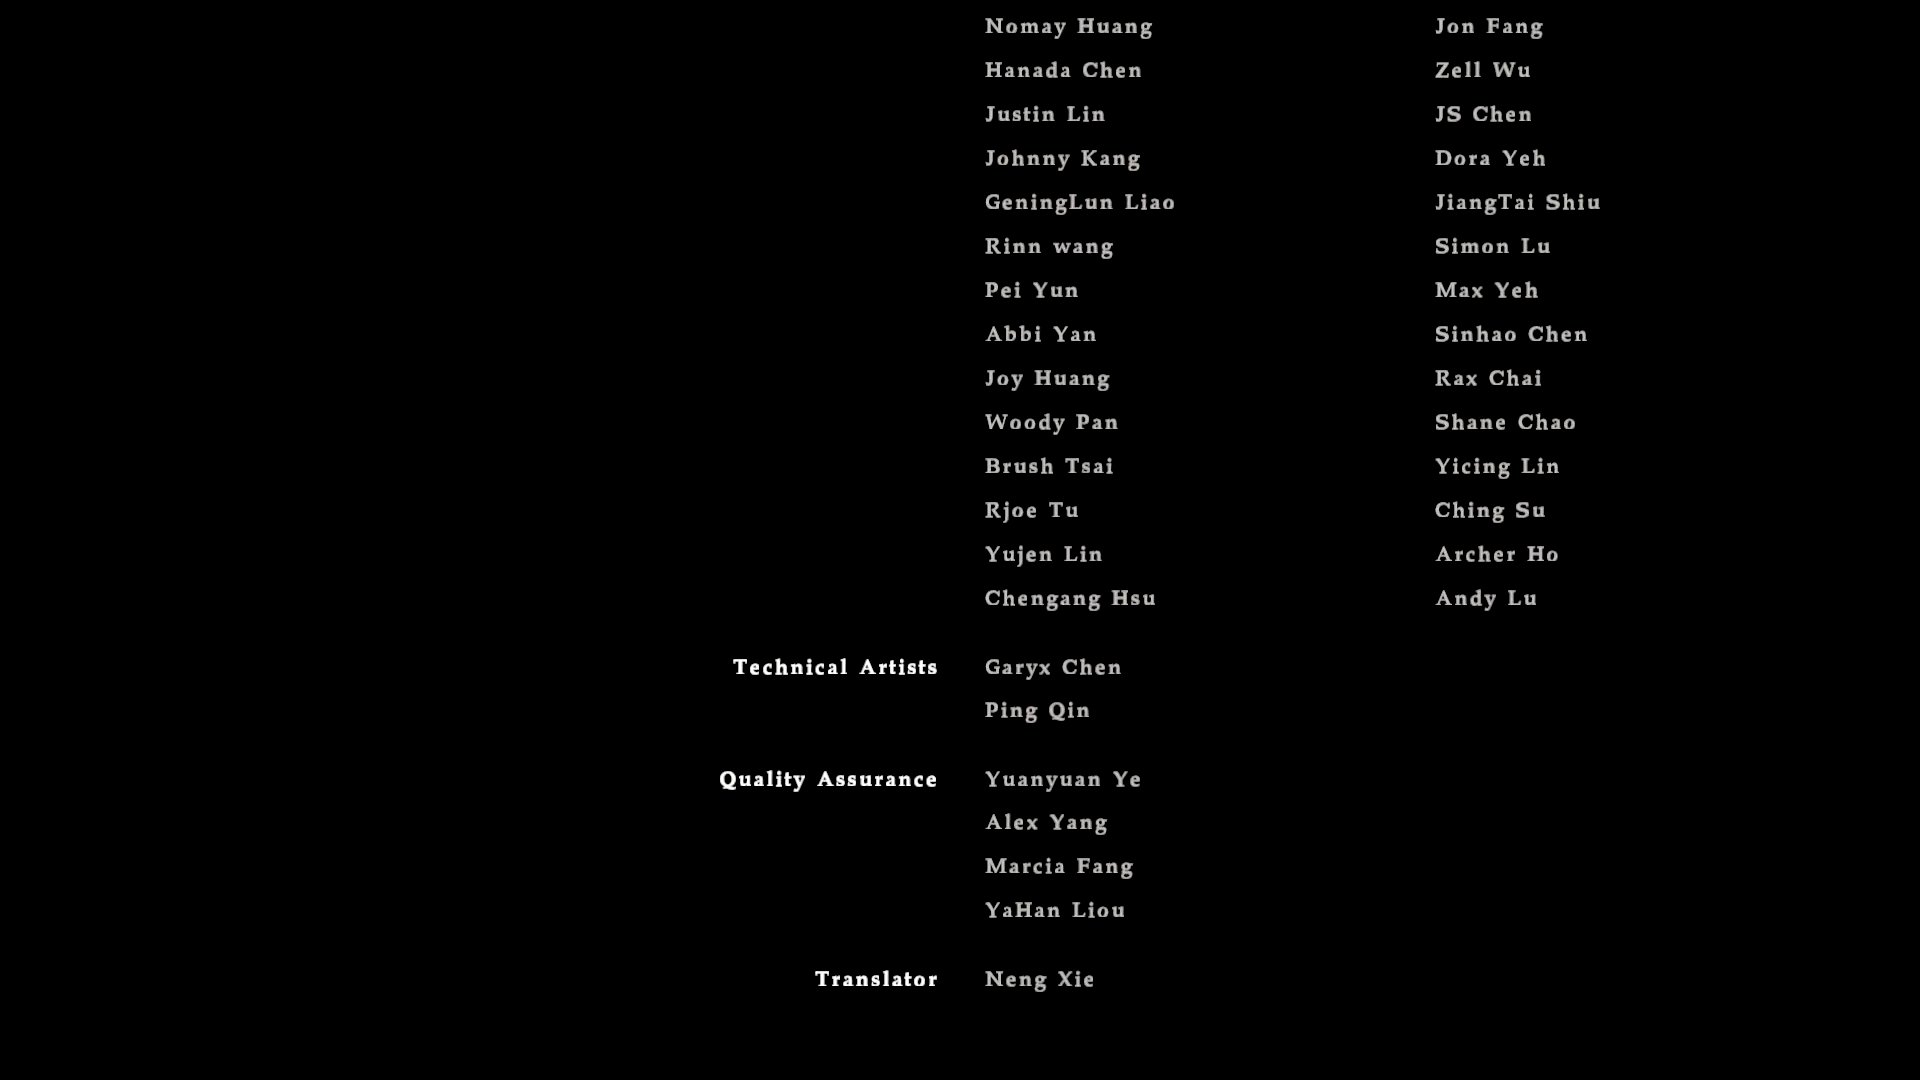 Nomay Huang Jon Fang
Hanada Chen Zell Wu
Justin Lin JS Chen
Johnny Kang Dora Yeh
GeningLun Liao JiangTai Shiu
Rinn wang Simon Lu
Pei Yun Max Yeh
Abbi Yan Sinhao Chen
Joy Huang Rax Chai
Woody Pan Shane Chao
Brush Tsai Yicing Lin
Rjoe Tu Ching Su
Yujen Lin Archer Ho
Chengang Hsu Andy Lu
Technical Artists Garyx Chen
Ping Qin
Quality Assurance Yuanyuan Ye
Alex Yang
Marcia Fang
YaHan Liou
Translator Neng Xie